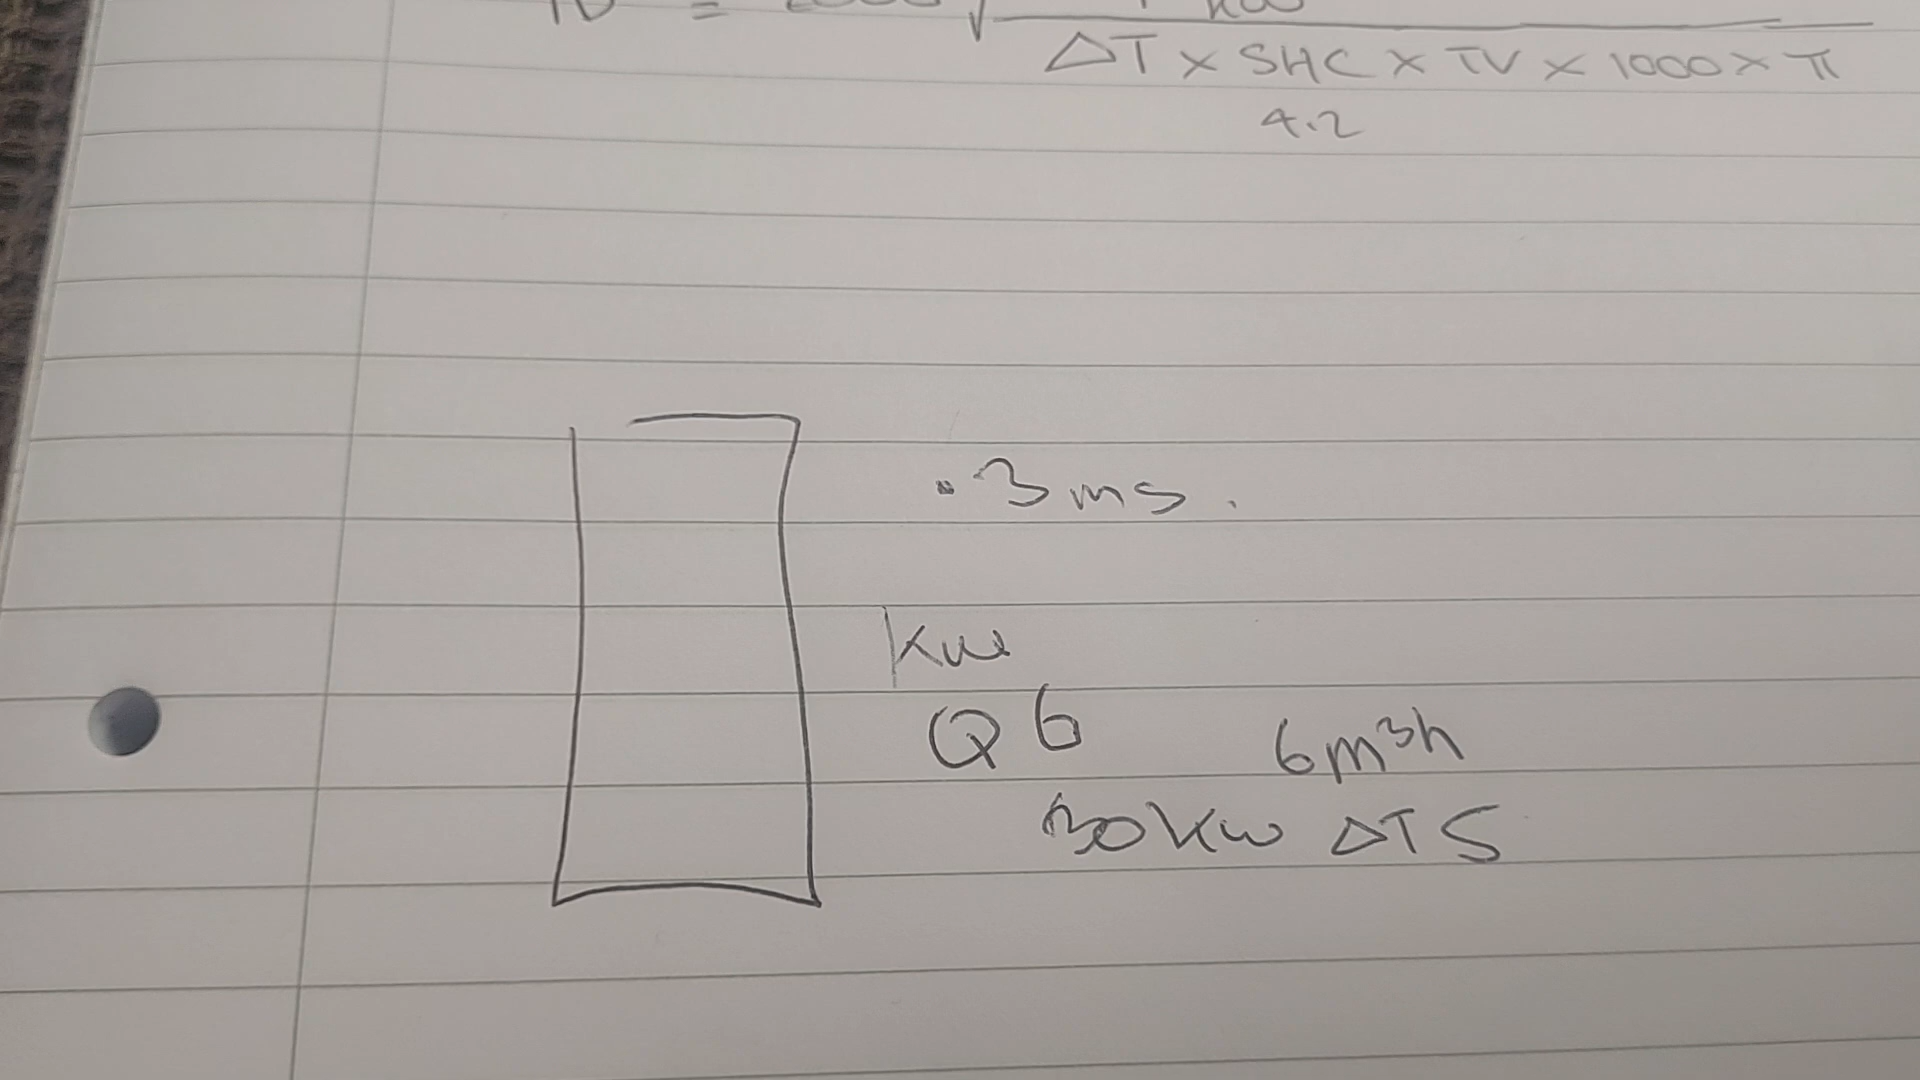 =
ΔT x SHC x TV x 1000 x π
4.2
.3 ms.
kw
Q 6 6m³h
30kw ΔT 5